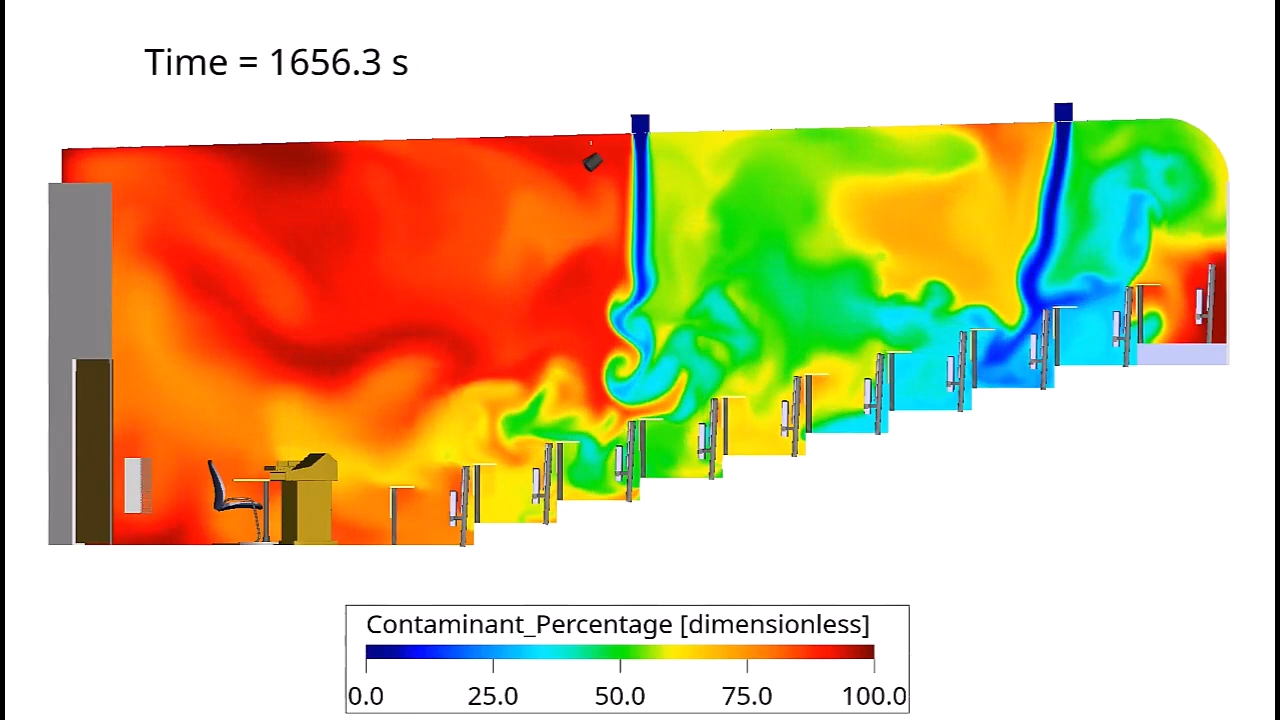 Time = 1656.3 s
Contaminant_Percentage [dimensionless]
0.0 25.0 50.0 75.0 100.0